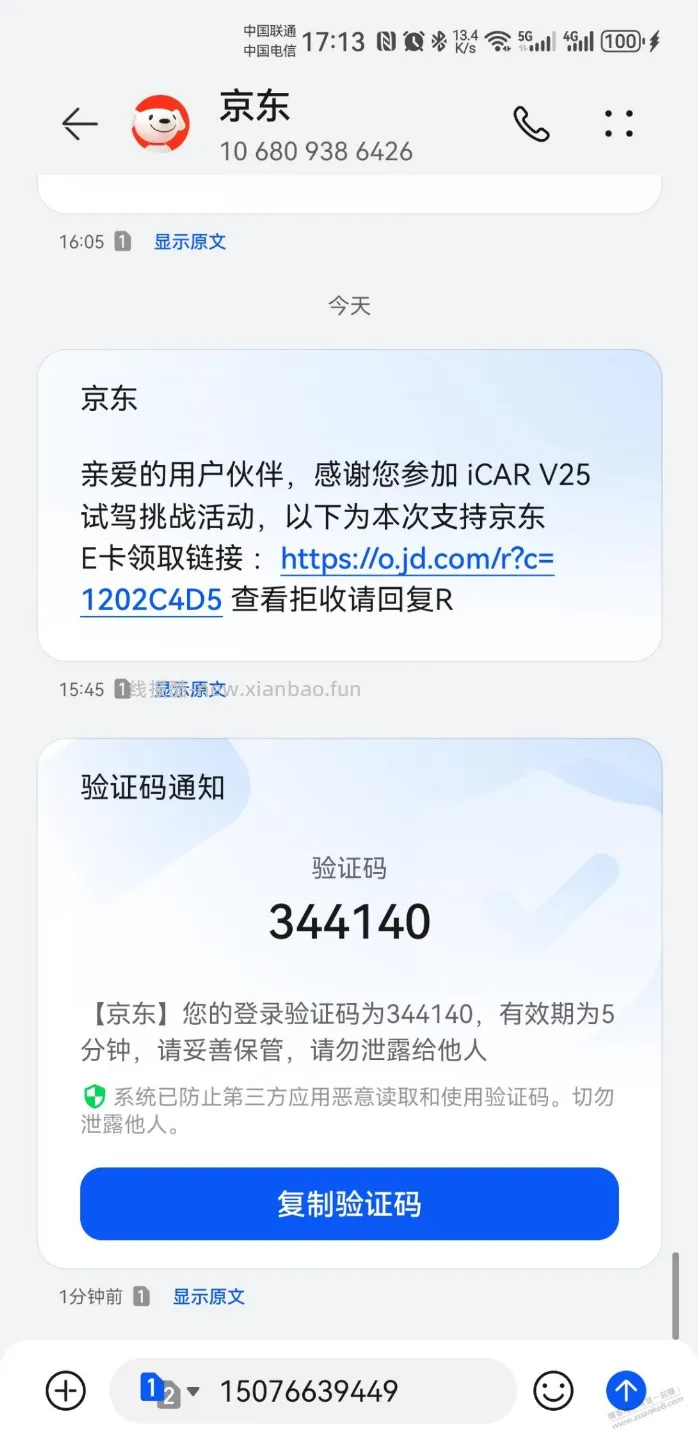 中国联通
中国电信
17:13
13.4
K/s
5G
4G
100
京东
10 680 938 6426
16:05 1 显示原文
今天
京东
亲爱的用户伙伴，感谢您参加 iCAR V25
试驾挑战活动，以下为本次支持京东
E卡领取链接：https://o.jd.com/r?c=
1202C4D5 查看拒收请回复R
15:45 1 显示原文
.xianbao.fun
验证码通知
验证码
344140
【京东】您的登录验证码为344140，有效期为5
分钟，请妥善保管，请勿泄露给他人
系统已防止第三方应用恶意读取和使用验证码。切勿
泄露他人。
复制验证码
1分钟前 1 显示原文
1 2 15076639449
www.zuanke8.com